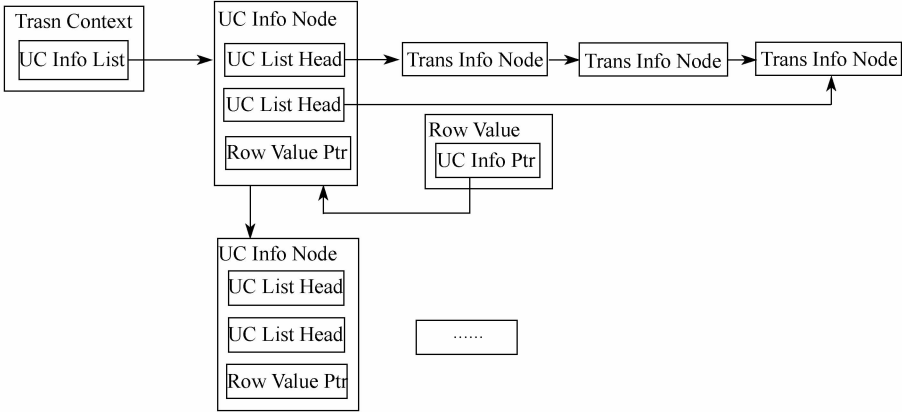 Trasn Context
UC Info List
UC Info Node
UC List Head
UC List Head
Row Value Ptr
Trans Info Node
Trans Info Node
Trans Info Node
Row Value
UC Info Ptr
UC Info Node
UC List Head
UC List Head
Row Value Ptr
......